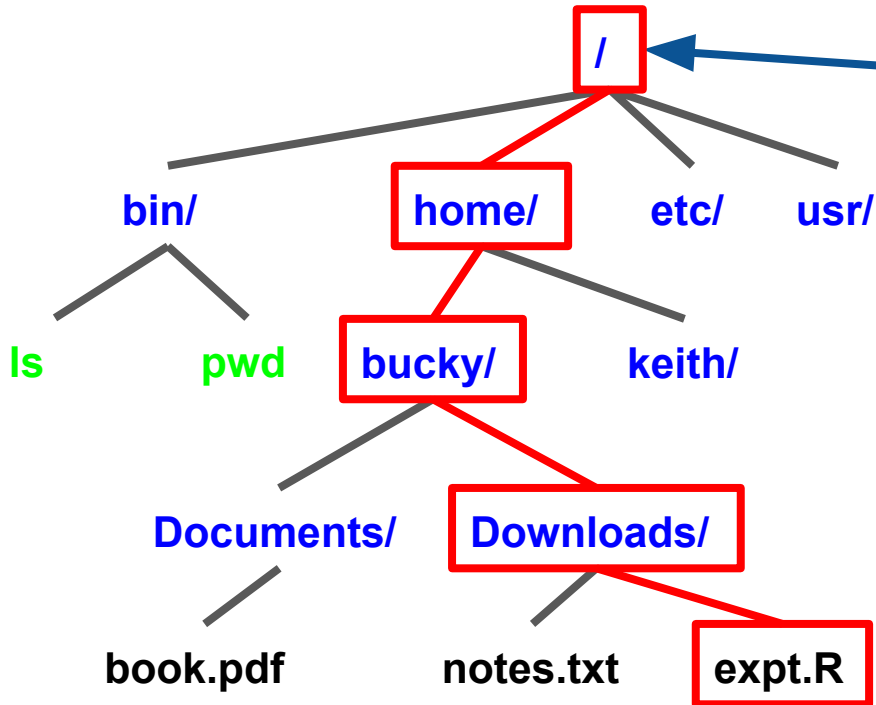 /
bin/ home/ etc/ usr/
ls pwd bucky/ keith/
Documents/ Downloads/
book.pdf notes.txt expt.R